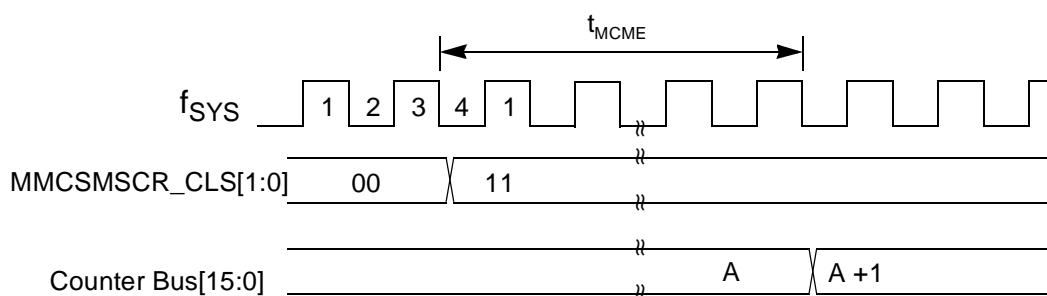 tMCME
fSYS 1 2 3 4 1
MMCSMSCR_CLS[1:0] 00 11
Counter Bus[15:0] A A +1